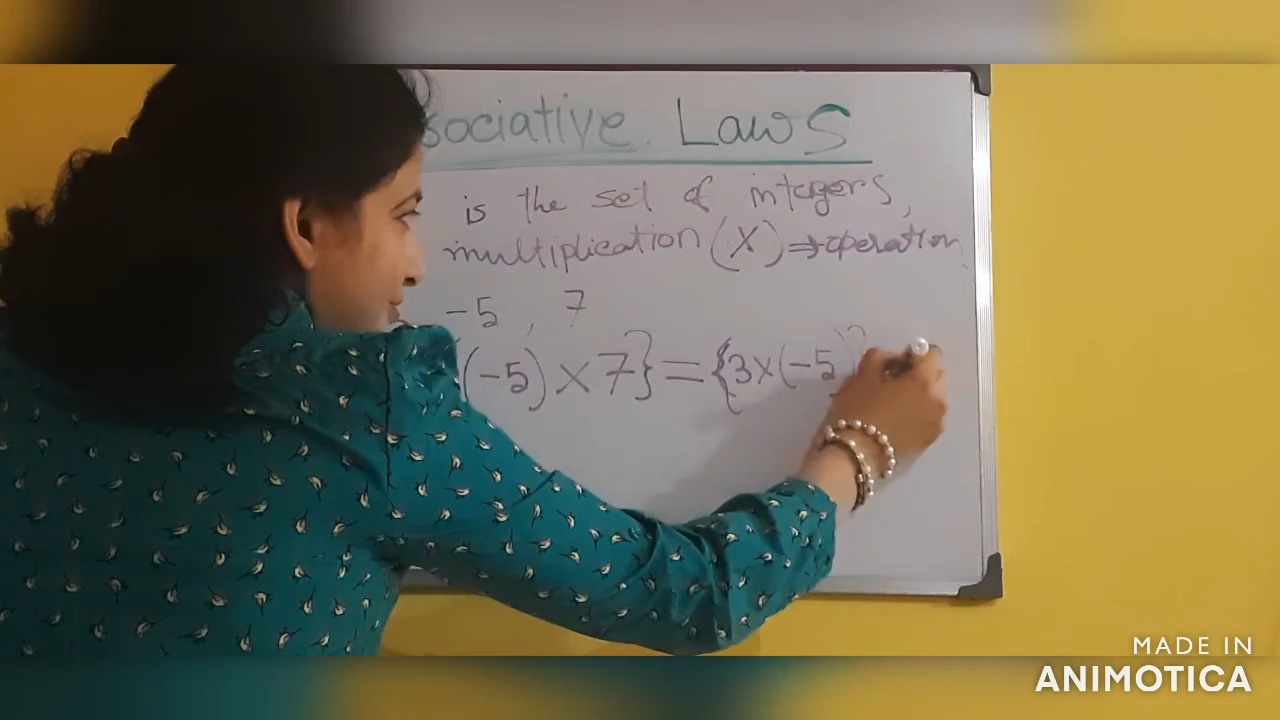 sociative Laws
is the set of integers,
multiplication (X) ⇒ operation
-5 , 7
(-5) × 7} = {3×(-5)}
MADE IN
ANIMOTICA